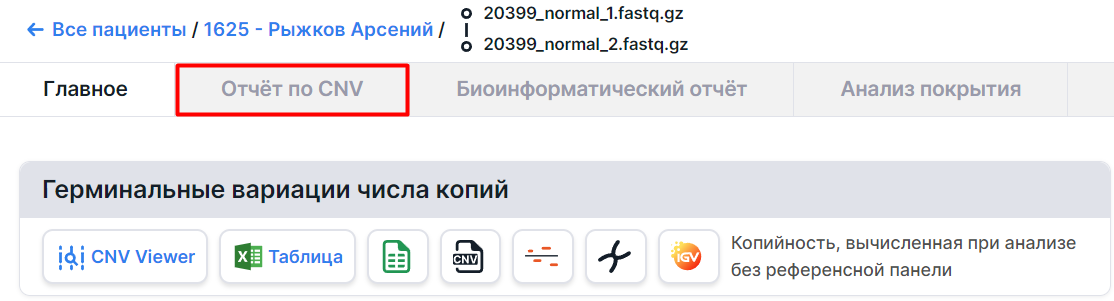 20399_normal_1.fastq.gz
← Все пациенты / 1625 - Рыжков Арсений /
20399_normal_2.fastq.gz
Главное
Отчёт по CNV
Биоинформатический отчёт
Анализ покрытия
Герминальные вариации числа копий
CNV Viewer
Таблица
CNV
IGV
Копийность, вычисленная при анализе
без референсной панели